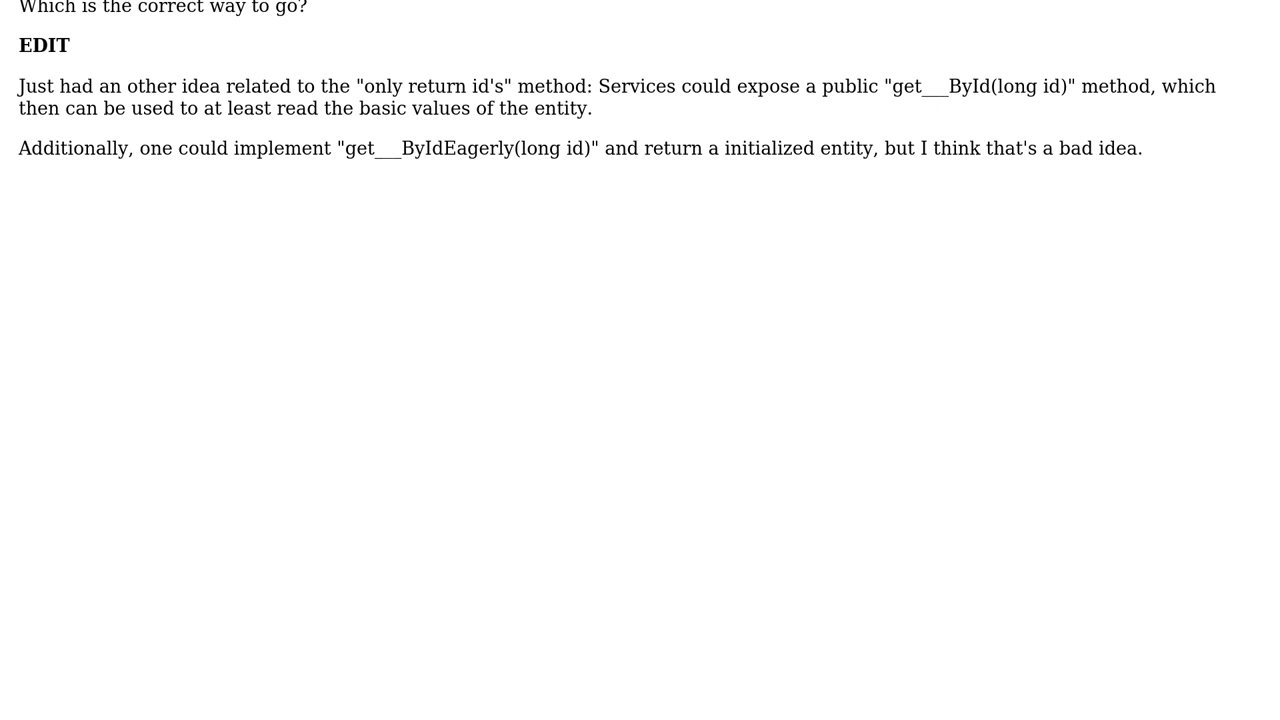 Which is the correct way to go?
EDIT
Just had an other idea related to the "only return id's" method: Services could expose a public "get___ById(long id)" method, which
then can be used to at least read the basic values of the entity.
Additionally, one could implement "get___ByIdEagerly(long id)" and return a initialized entity, but I think that's a bad idea.